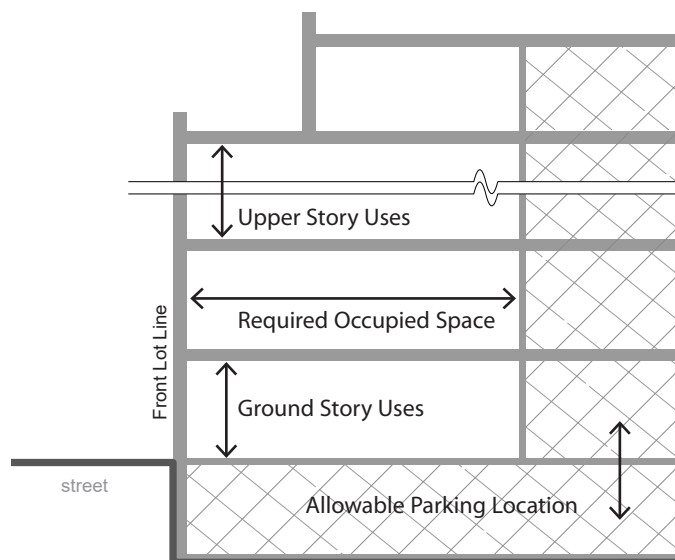 Upper Story Uses
Required Occupied Space
Front Lot Line
Ground Story Uses
street
Allowable Parking Location